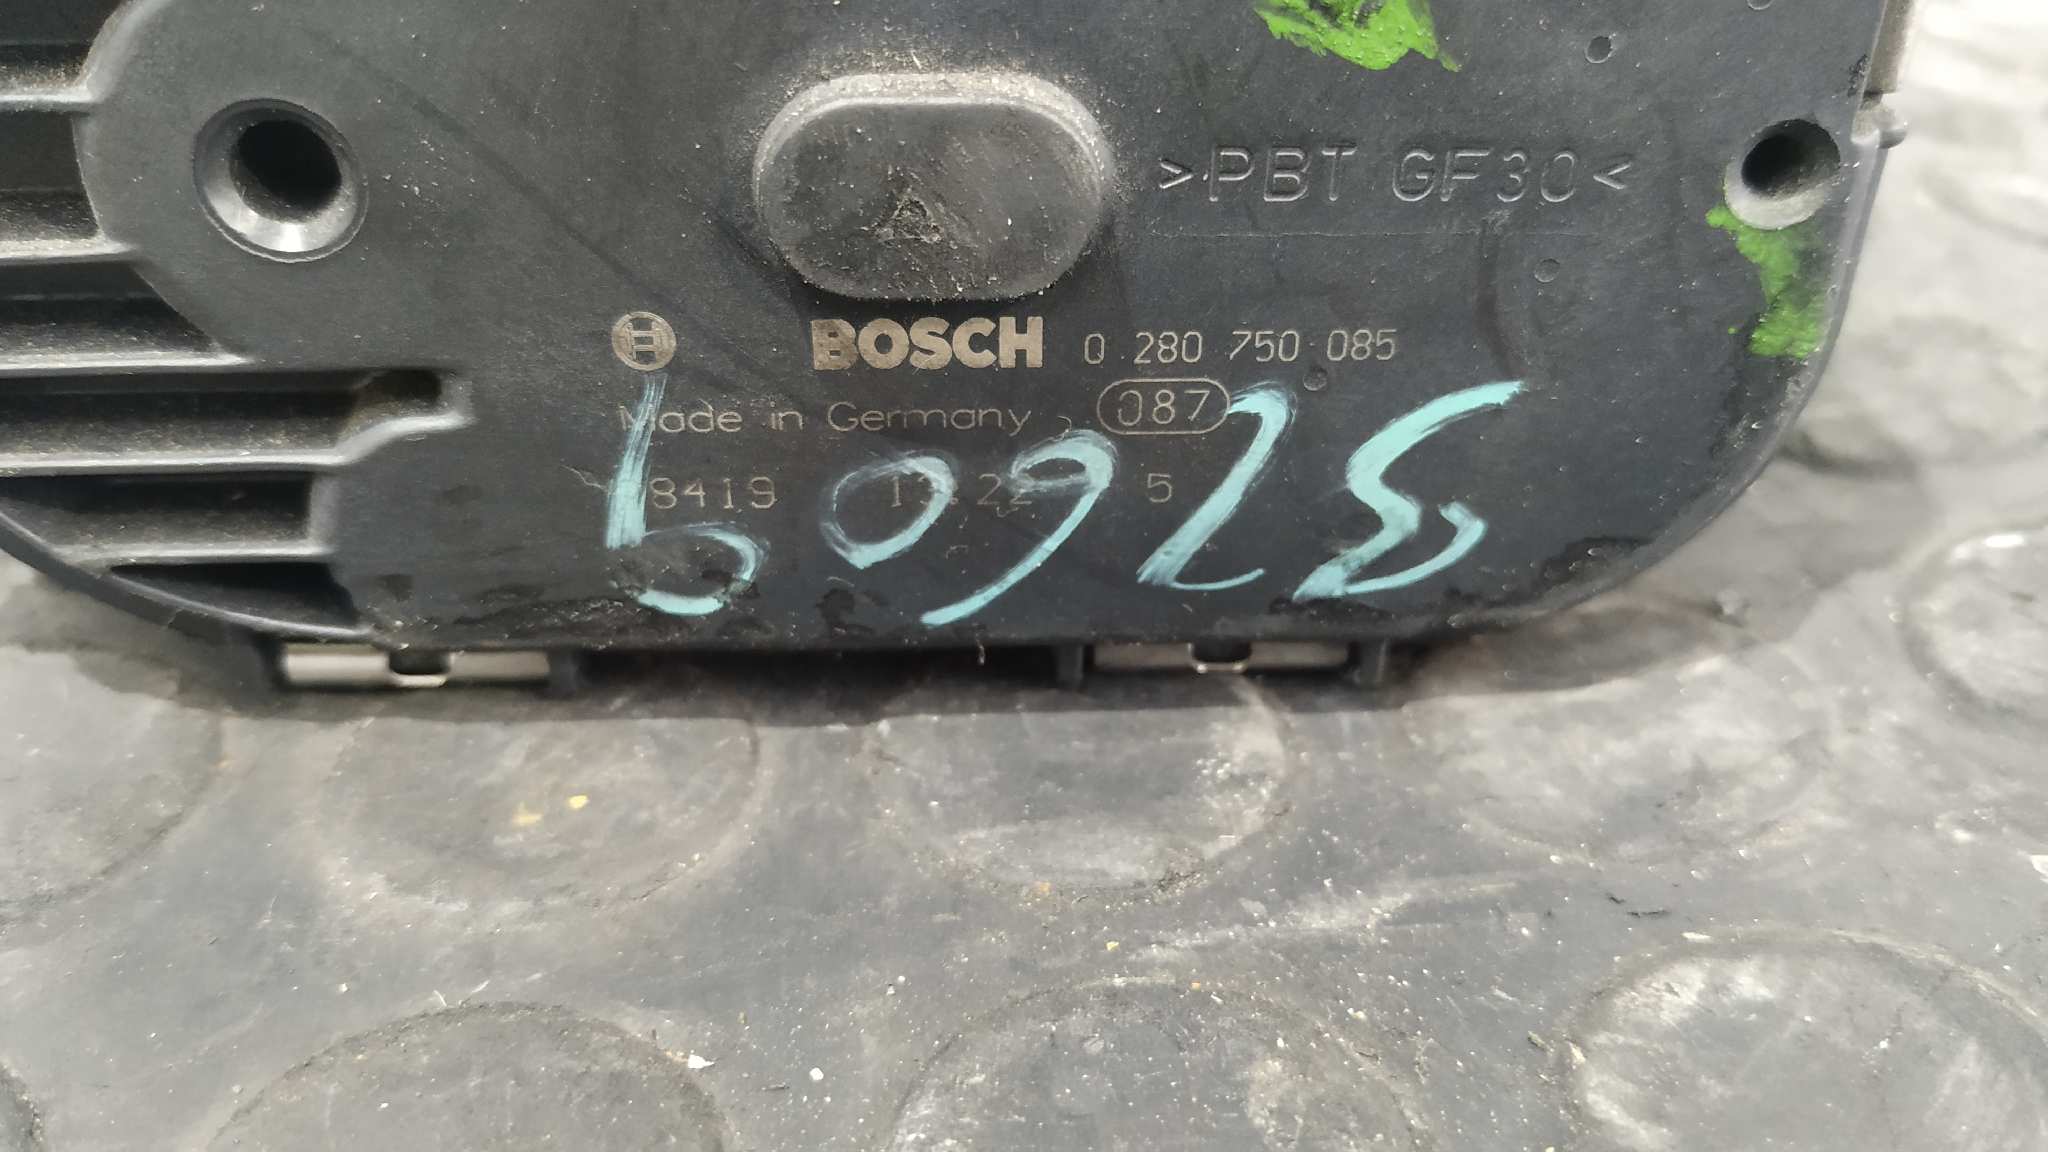 >PBT GF30<
BOSCH 0 280 750 085
Made in Germany 087
8419 5
60925